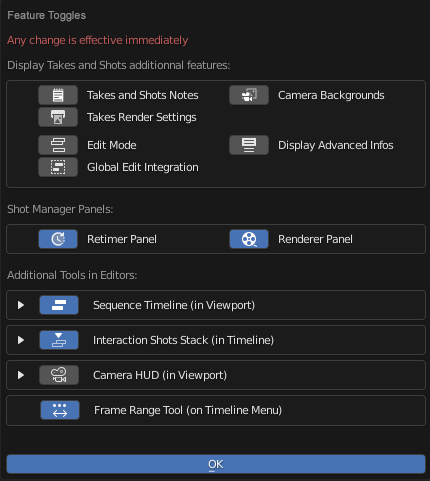 Feature Toggles
Any change is effective immediately
Display Takes and Shots additionnal features:
Takes and Shots Notes
Camera Backgrounds
Takes Render Settings
Edit Mode
Display Advanced Infos
Global Edit Integration
Shot Manager Panels:
Retimer Panel
Renderer Panel
Additional Tools in Editors:
Sequence Timeline (in Viewport)
Interaction Shots Stack (in Timeline)
Camera HUD (in Viewport)
Frame Range Tool (on Timeline Menu)
OK